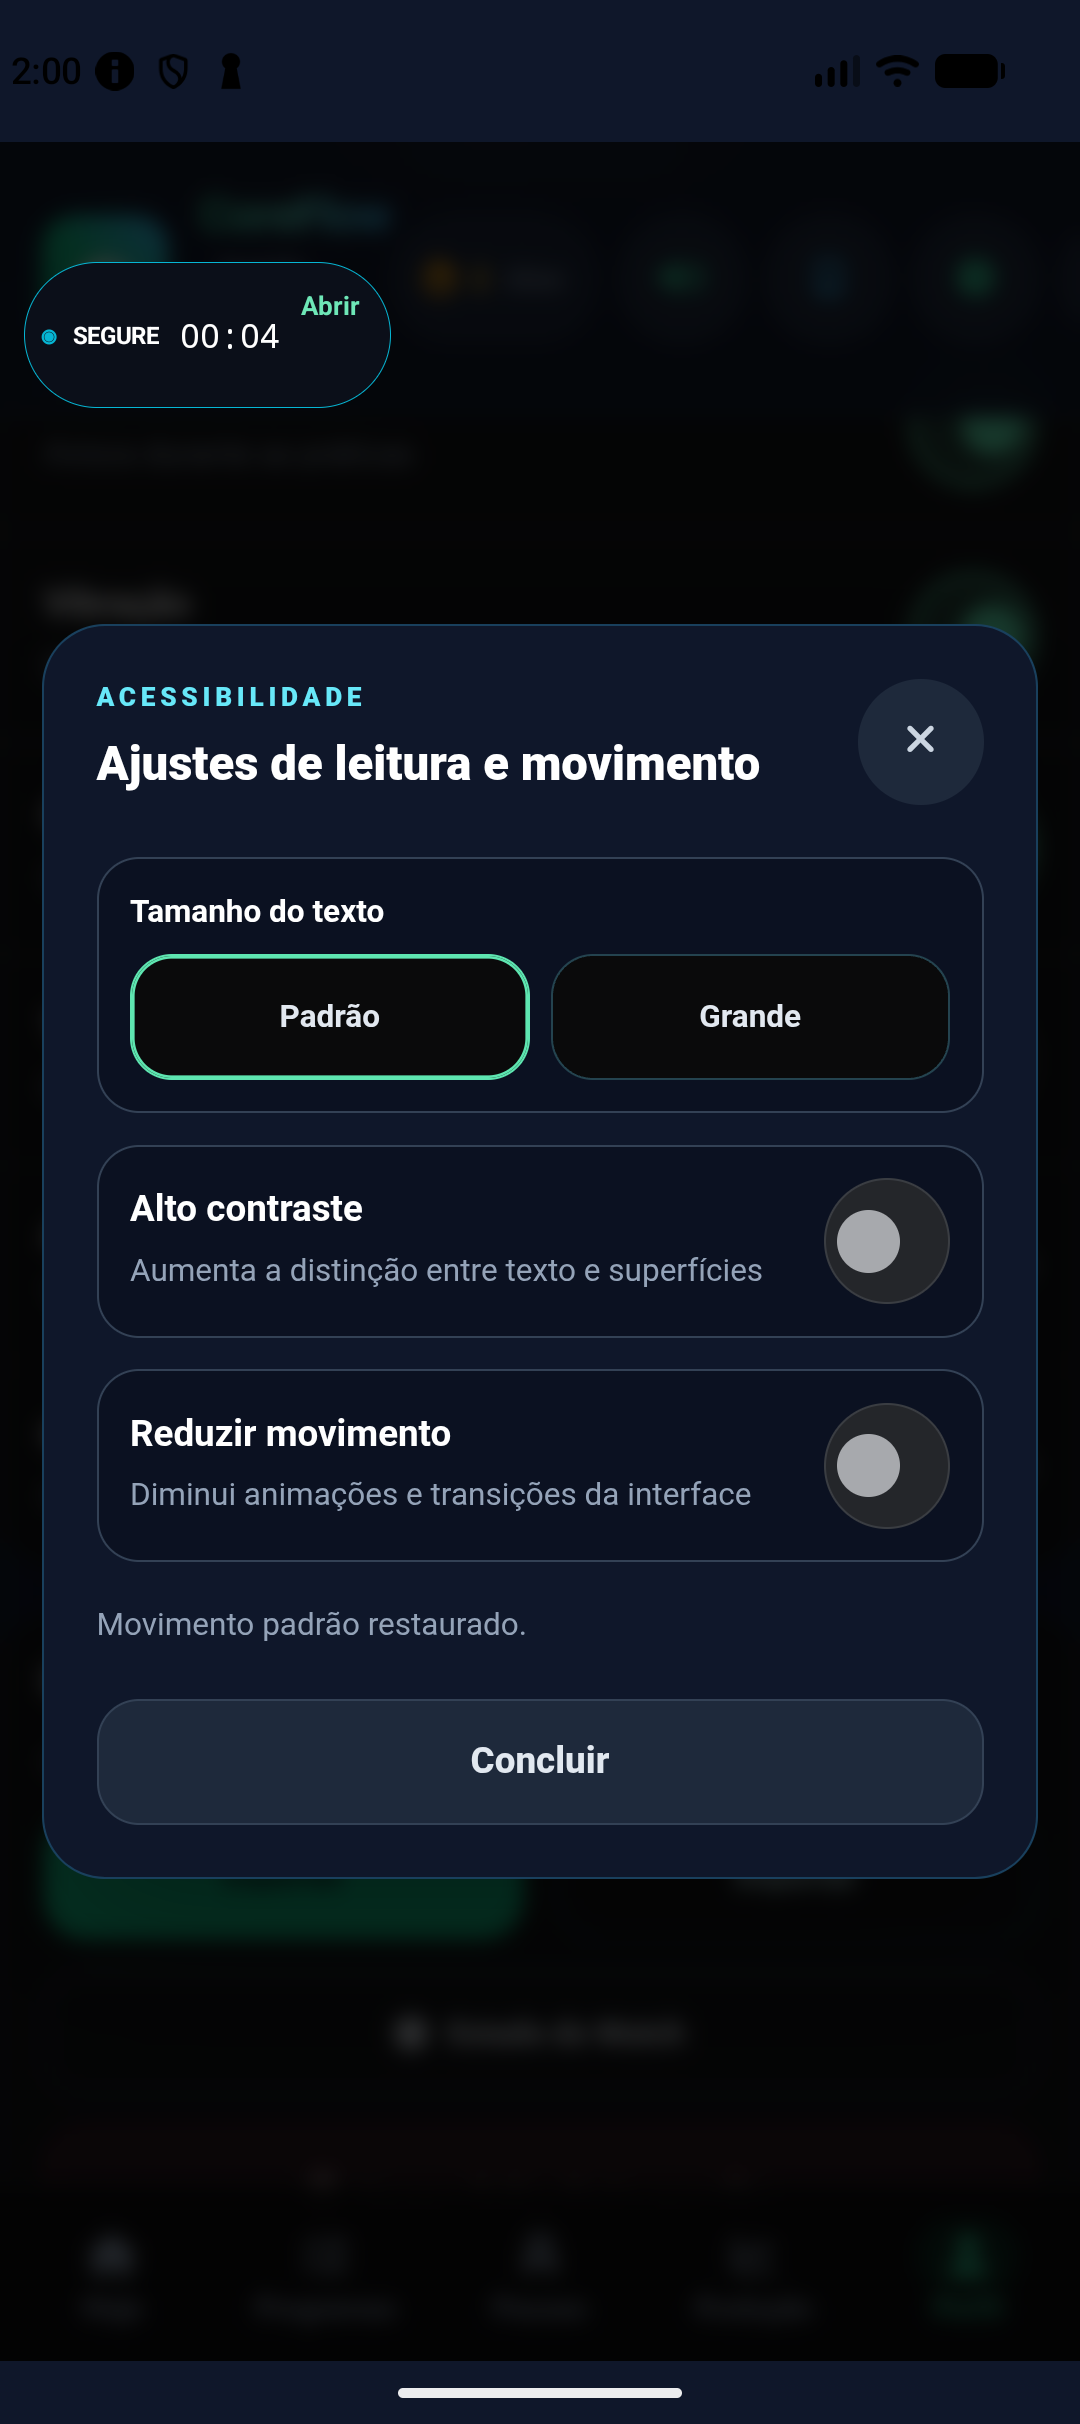 2:00
Abrir
SEGURE 00:04
ACESSIBILIDADE
Ajustes de leitura e movimento
Tamanho do texto
Padrão
Grande
Alto contraste
Aumenta a distinção entre texto e superfícies
Reduzir movimento
Diminui animações e transições da interface
Movimento padrão restaurado.
Concluir